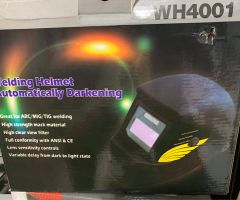 WH4001
elding Helmet
utomatically Darkening
Great for ABC/MIG/TIG welding
High strength mask material
High clear view filter
Full conformity with ANSI & CE
Lens sensitivity controls
Variable delay from dark to light state